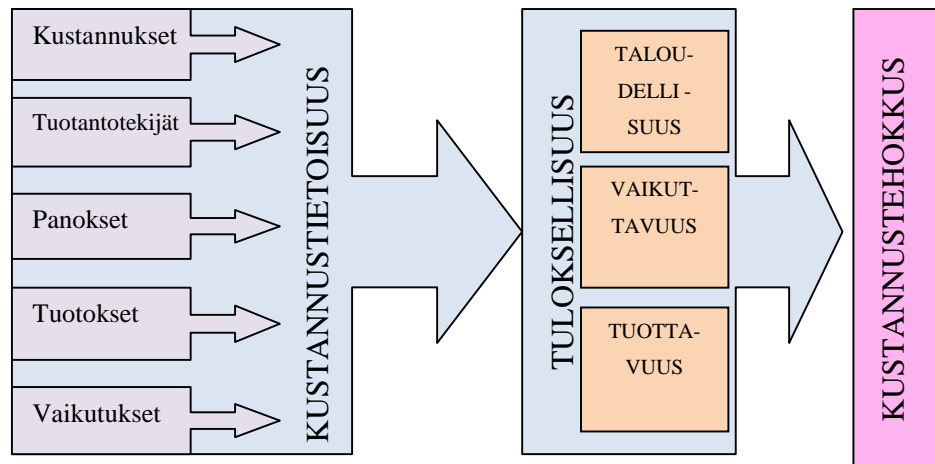 Kustannukset
Tuotantotekijät
Panokset
Tuotokset
Vaikutukset
KUSTANNUSTIETOISUUS
TULOKSELLISUUS
TALOU-
DELLI -
SUUS
VAIKUT-
TAVUUS
TUOTTA-
VUUS
KUSTANNUSTEHOKKUS